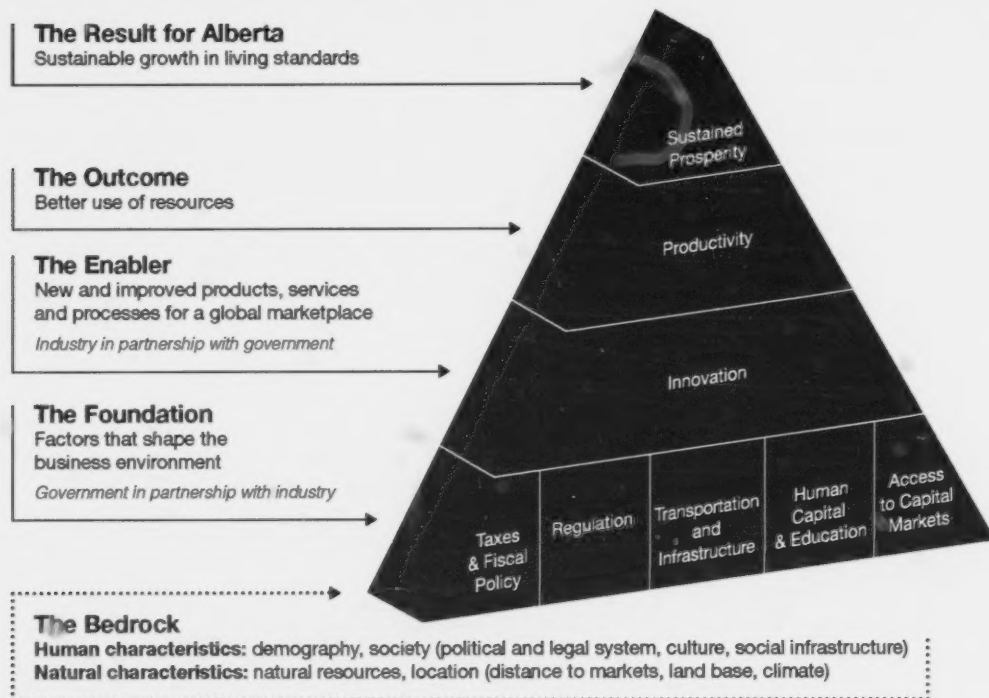 The Result for Alberta
Sustainable growth in living standards
The Outcome
Better use of resources
The Enabler
New and improved products, services
and processes for a global marketplace
Industry in partnership with government
The Foundation
Factors that shape the
business environment
Government in partnership with industry
Sustained
Prosperity
Productivity
Innovation
Taxes
& Fiscal
Policy
Regulation
Transportation
and
Infrastructure
Human
Capital
& Education
Access
to Capital
Markets
The Bedrock
Human characteristics: demography, society (political and legal system, culture, social infrastructure)
Natural characteristics: natural resources, location (distance to markets, land base, climate)